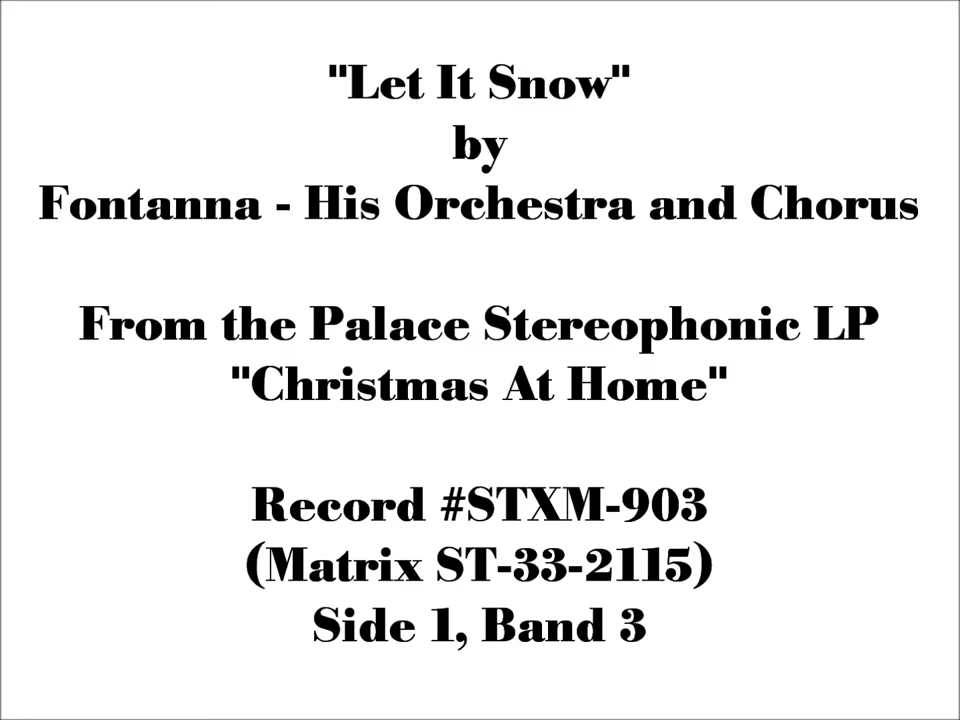 "Let It Snow"
by
Fontanna - His Orchestra and Chorus
From the Palace Stereophonic LP
"Christmas At Home"
Record #STXM-903
(Matrix ST-33-2115)
Side 1, Band 3